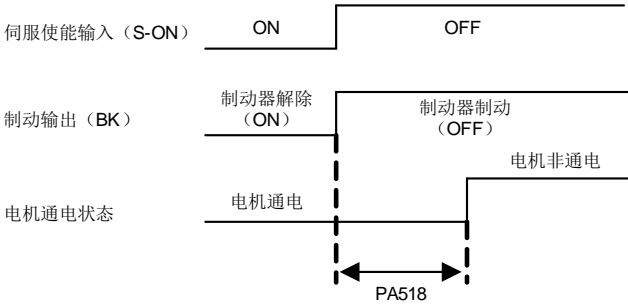 伺服使能输入（S-ON）
ON
OFF
制动输出（BK）
制动器解除
（ON）
制动器制动
（OFF）
电机非通电
电机通电状态
电机通电
PA518